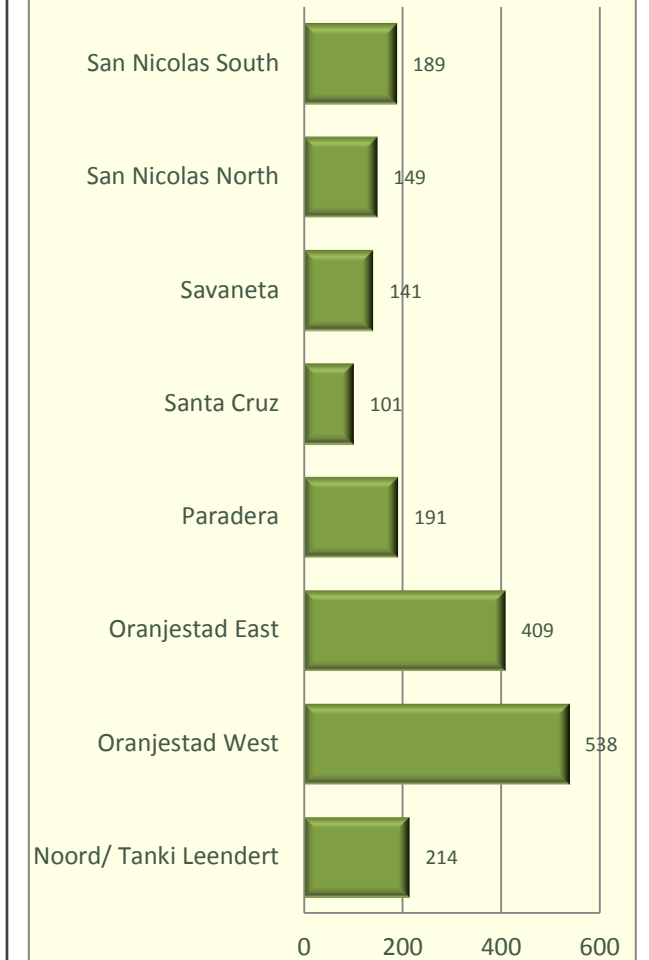 San Nicolas South 189
San Nicolas North 149
Savaneta 141
Santa Cruz 101
Paradera 191
Oranjestad East 409
Oranjestad West 538
Noord/ Tanki Leendert 214
0 200 400 600